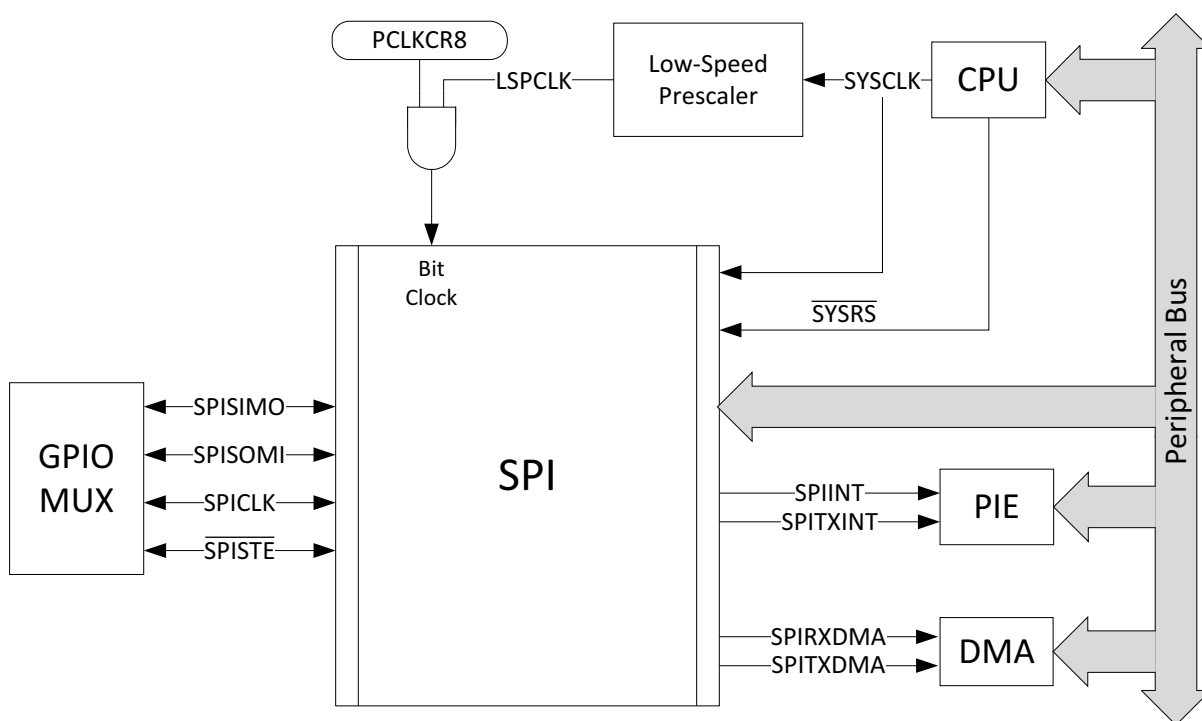 PCLKCR8
LSPCLK
Low-Speed
Prescaler
SYSCLK
CPU
Bit
Clock
SYSRS
Peripheral Bus
GPIO
MUX
SPISIMO
SPISOMI
SPICLK
SPISTE
SPI
SPIINT
SPITXINT
PIE
SPIRXDMA
SPITXDMA
DMA